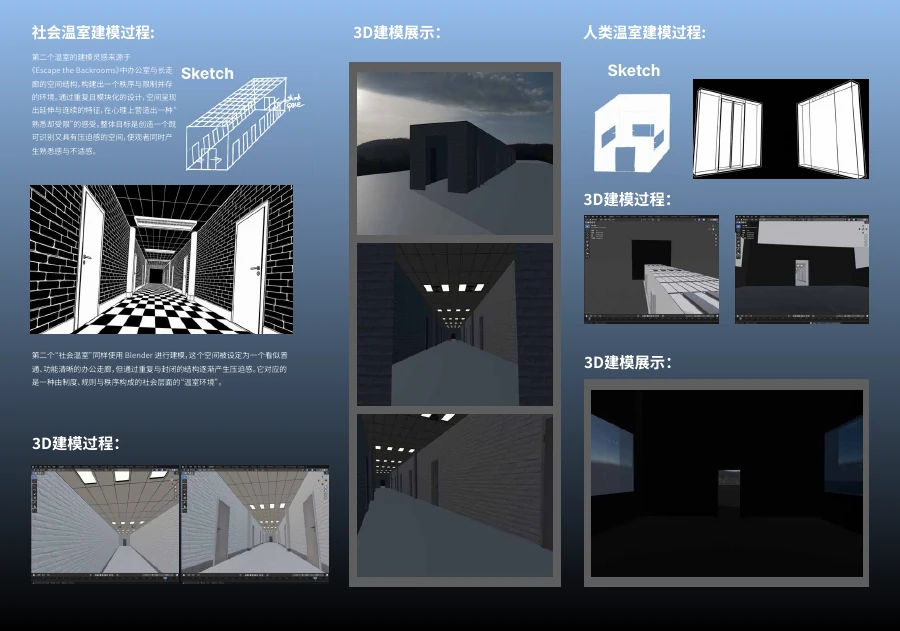 社会温室建模过程:
第二个温室的建模灵感来源于
《Escape the Backrooms》中办公室与长走
廊的空间结构, 构建出一个秩序与限制并存
的环境。通过重复且模块化的设计, 空间呈现
出延伸与连续的特征, 在心理上营造出一种“
熟悉却受限”的感受。整体目标是创造一个既
可识别又具有压迫感的空间, 使观者同时产
生熟悉感与不适感。
Sketch
第二个“社会温室”同样使用 Blender 进行建模, 这个空间被设定为一个看似普
通、功能清晰的办公走廊, 但通过重复与封闭的结构逐渐产生压迫感。它对应的
是一种由制度、规则与秩序构成的社会层面的“温室环境”。
3D建模过程:
3D建模展示:
人类温室建模过程:
Sketch
3D建模过程:
3D建模展示: